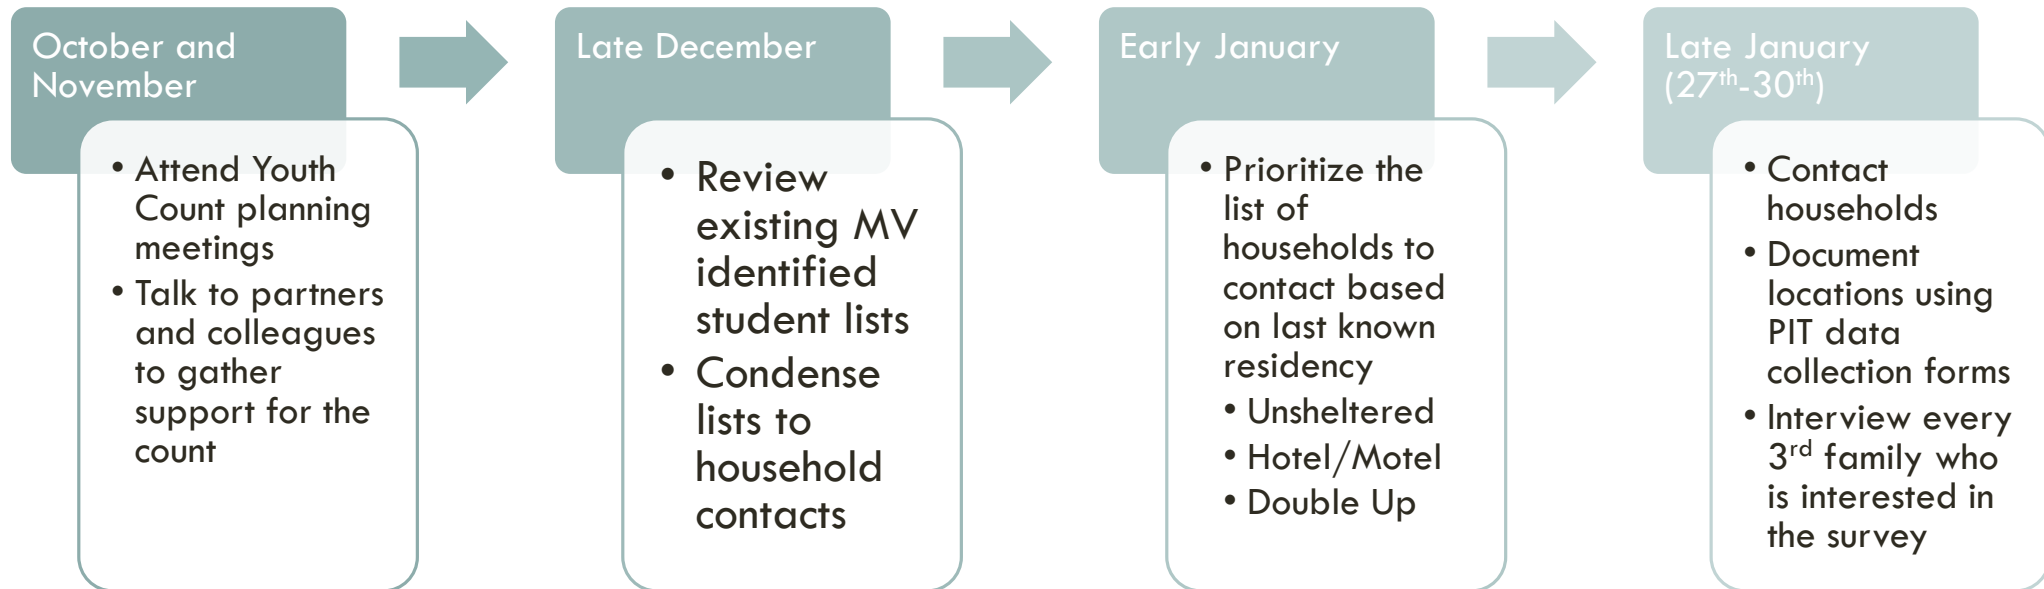 October and
November
• Attend Youth
Count planning
meetings
• Talk to partners
and colleagues
to gather
support for the
count
Late December
• Review
existing MV
identified
student lists
• Condense
lists to
household
contacts
Early January
• Prioritize the
list of
households to
contact based
on last known
residency
• Unsheltered
• Hotel/Motel
• Double Up
Late January
(27th-30th)
• Contact
households
• Document
locations using
PIT data
collection forms
• Interview every
3rd family who
is interested in
the survey